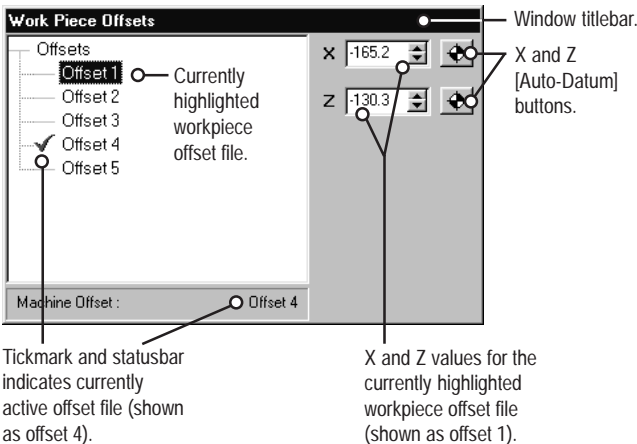 Work Piece Offsets
Window titlebar.
Offsets
Offset 1
Offset 2
Offset 3
Offset 4
Offset 5
Currently
highlighted
workpiece
offset file.
X -165.2
Z -130.3
X and Z
[Auto-Datum]
buttons.
Machine Offset : Offset 4
Tickmark and statusbar
indicates currently
active offset file (shown
as offset 4).
X and Z values for the
currently highlighted
workpiece offset file
(shown as offset 1).